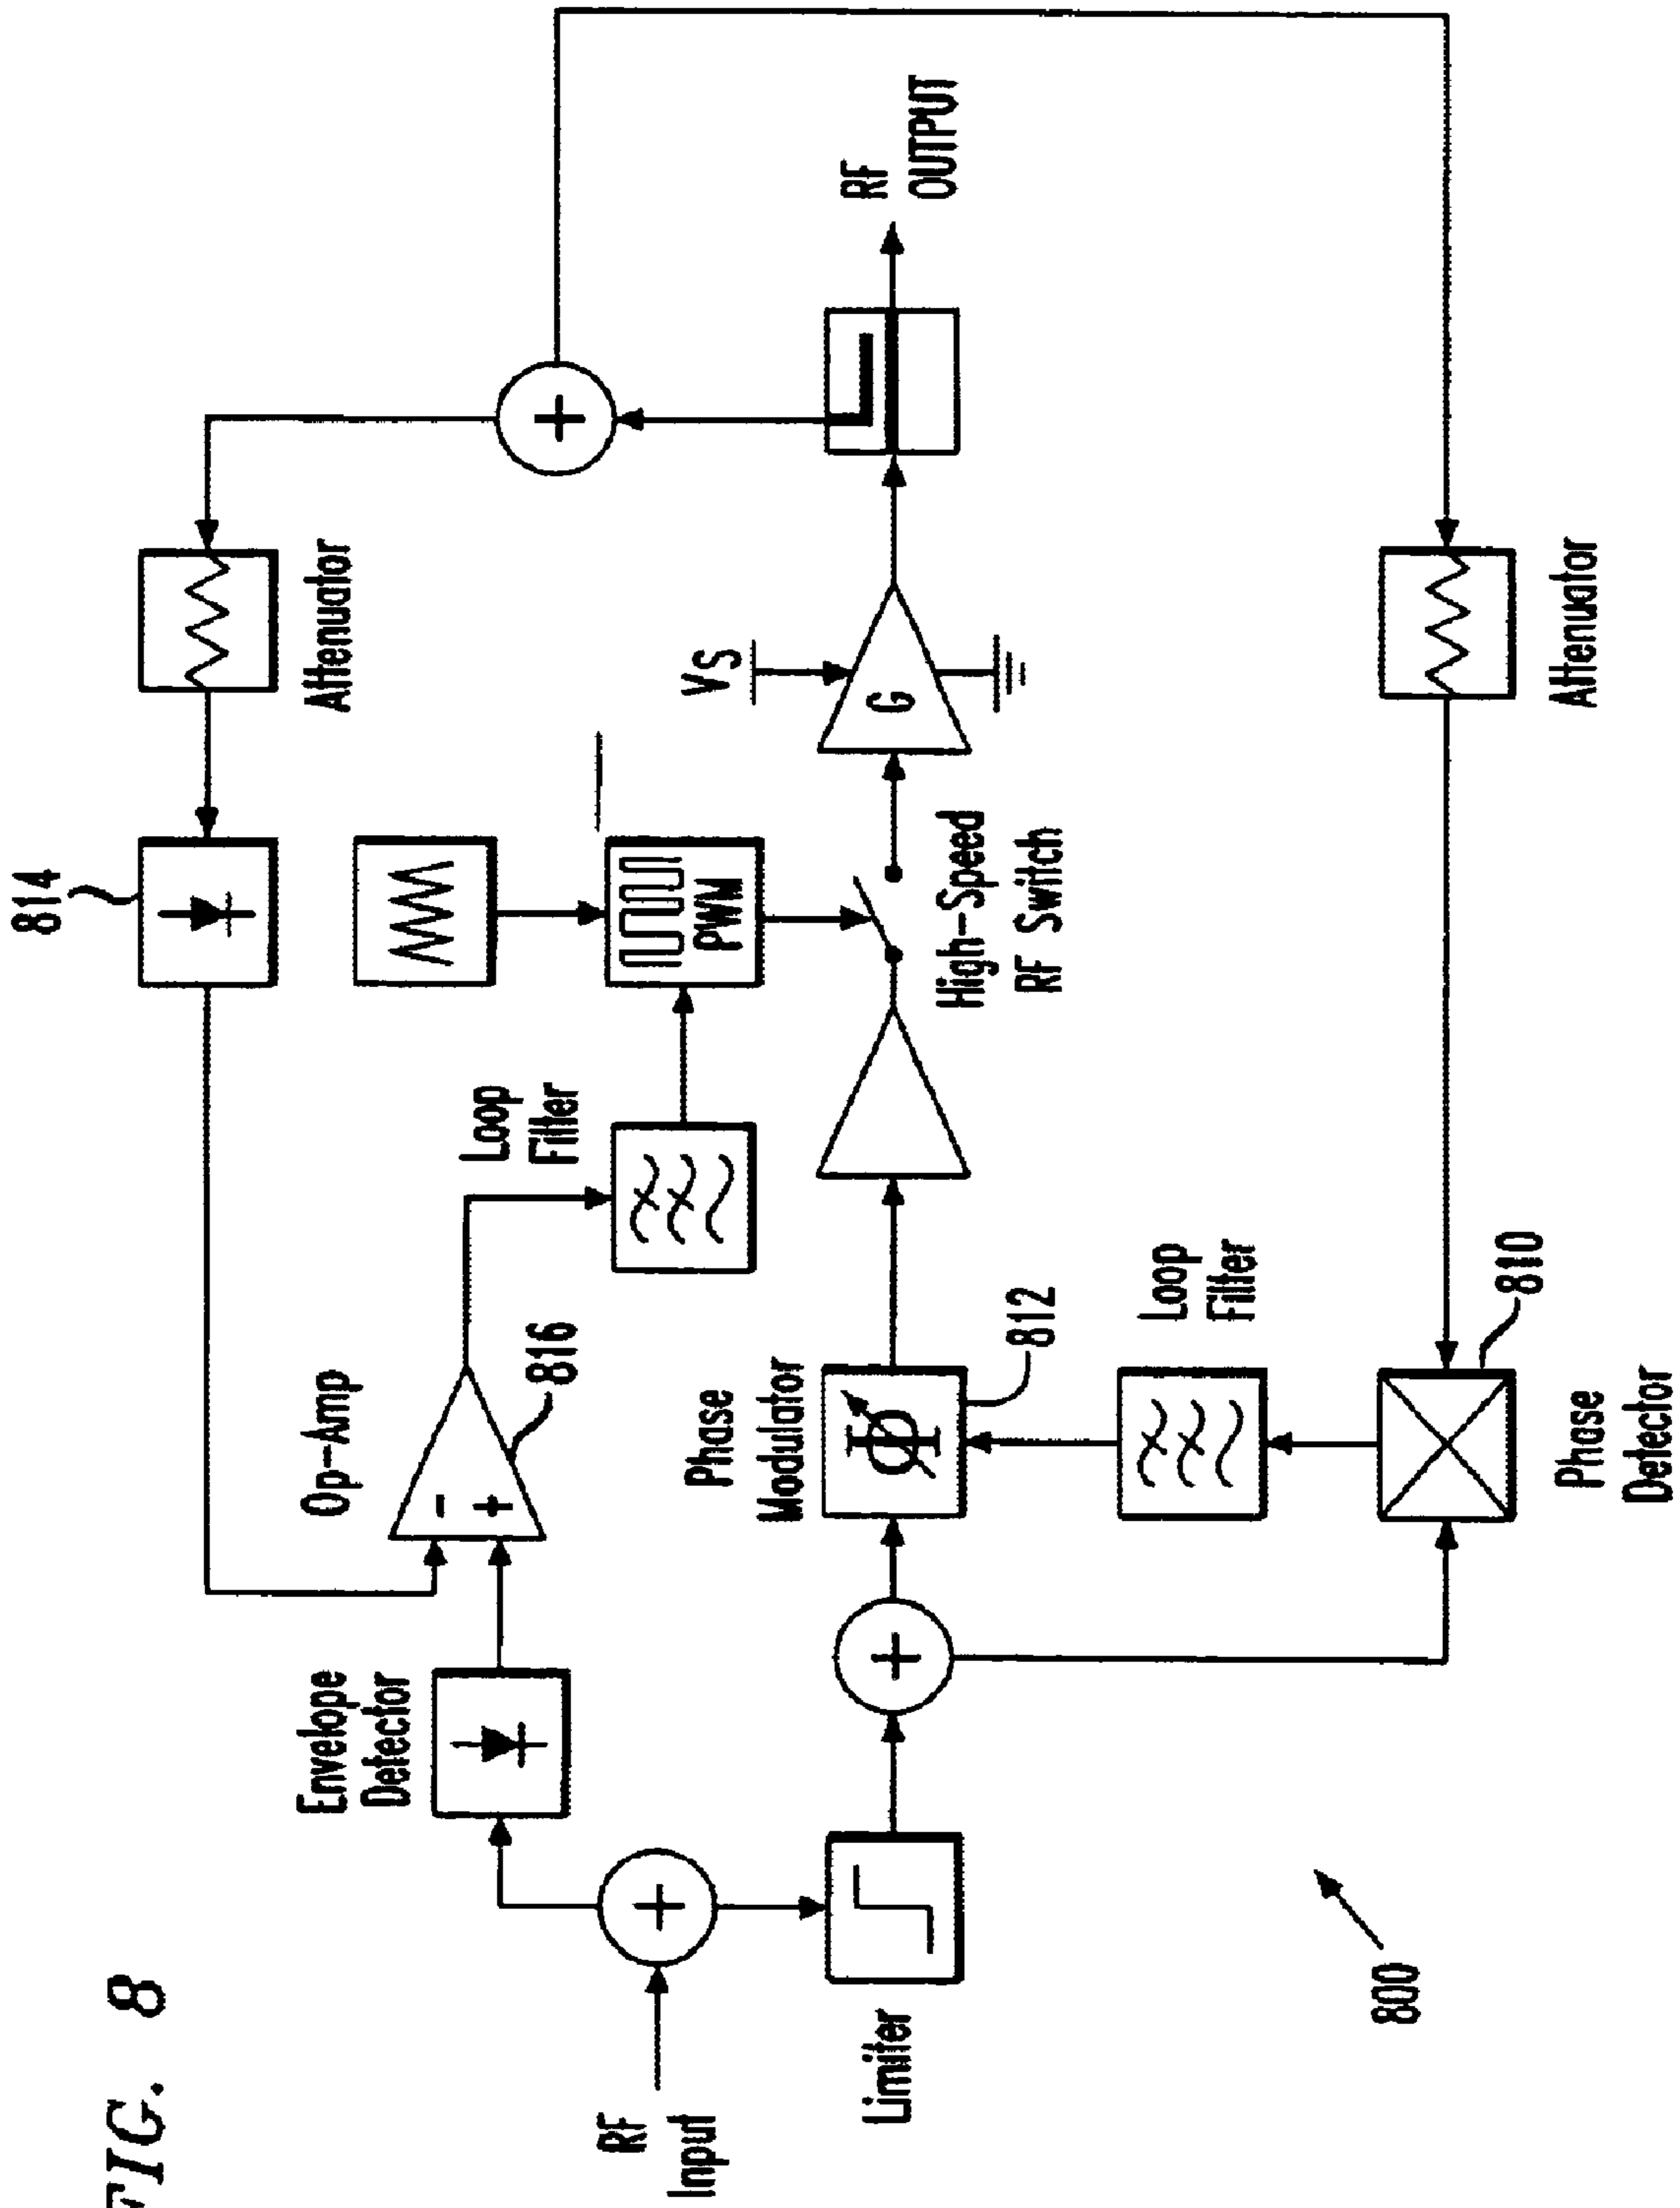 FIG. 8
RF
Input
Limiter
Envelope
Detector
Op-Amp
-
+
816
Loop
Filter
814
Attenuator
PWM
High-Speed
RF Switch
VS
G
RF
OUTPUT
Phase
Modulator
812
Loop
Filter
810
Phase
Detector
Attenuator
800